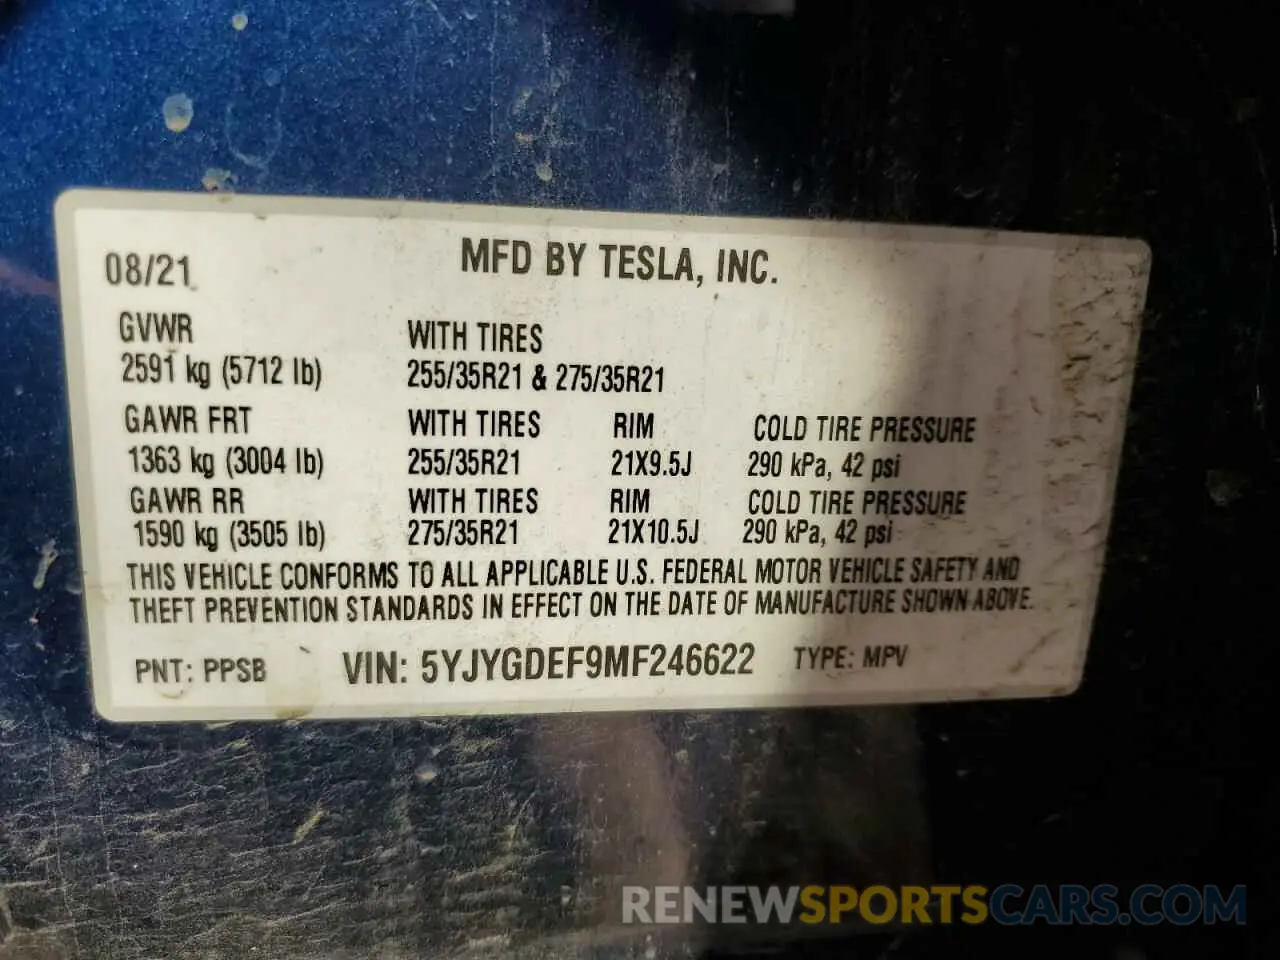 08/21 MFD BY TESLA, INC.
GVWR WITH TIRES
2591 kg (5712 lb) 255/35R21 & 275/35R21
GAWR FRT WITH TIRES RIM COLD TIRE PRESSURE
1363 kg (3004 lb) 255/35R21 21X9.5J 290 kPa, 42 psi
GAWR RR WITH TIRES RIM COLD TIRE PRESSURE
1590 kg (3505 lb) 275/35R21 21X10.5J 290 kPa, 42 psi
THIS VEHICLE CONFORMS TO ALL APPLICABLE U.S. FEDERAL MOTOR VEHICLE SAFETY AND
THEFT PREVENTION STANDARDS IN EFFECT ON THE DATE OF MANUFACTURE SHOWN ABOVE.
PNT: PPSB VIN: 5YJYGDEF9MF246622 TYPE: MPV
RENEWSPORTSCARS.COM